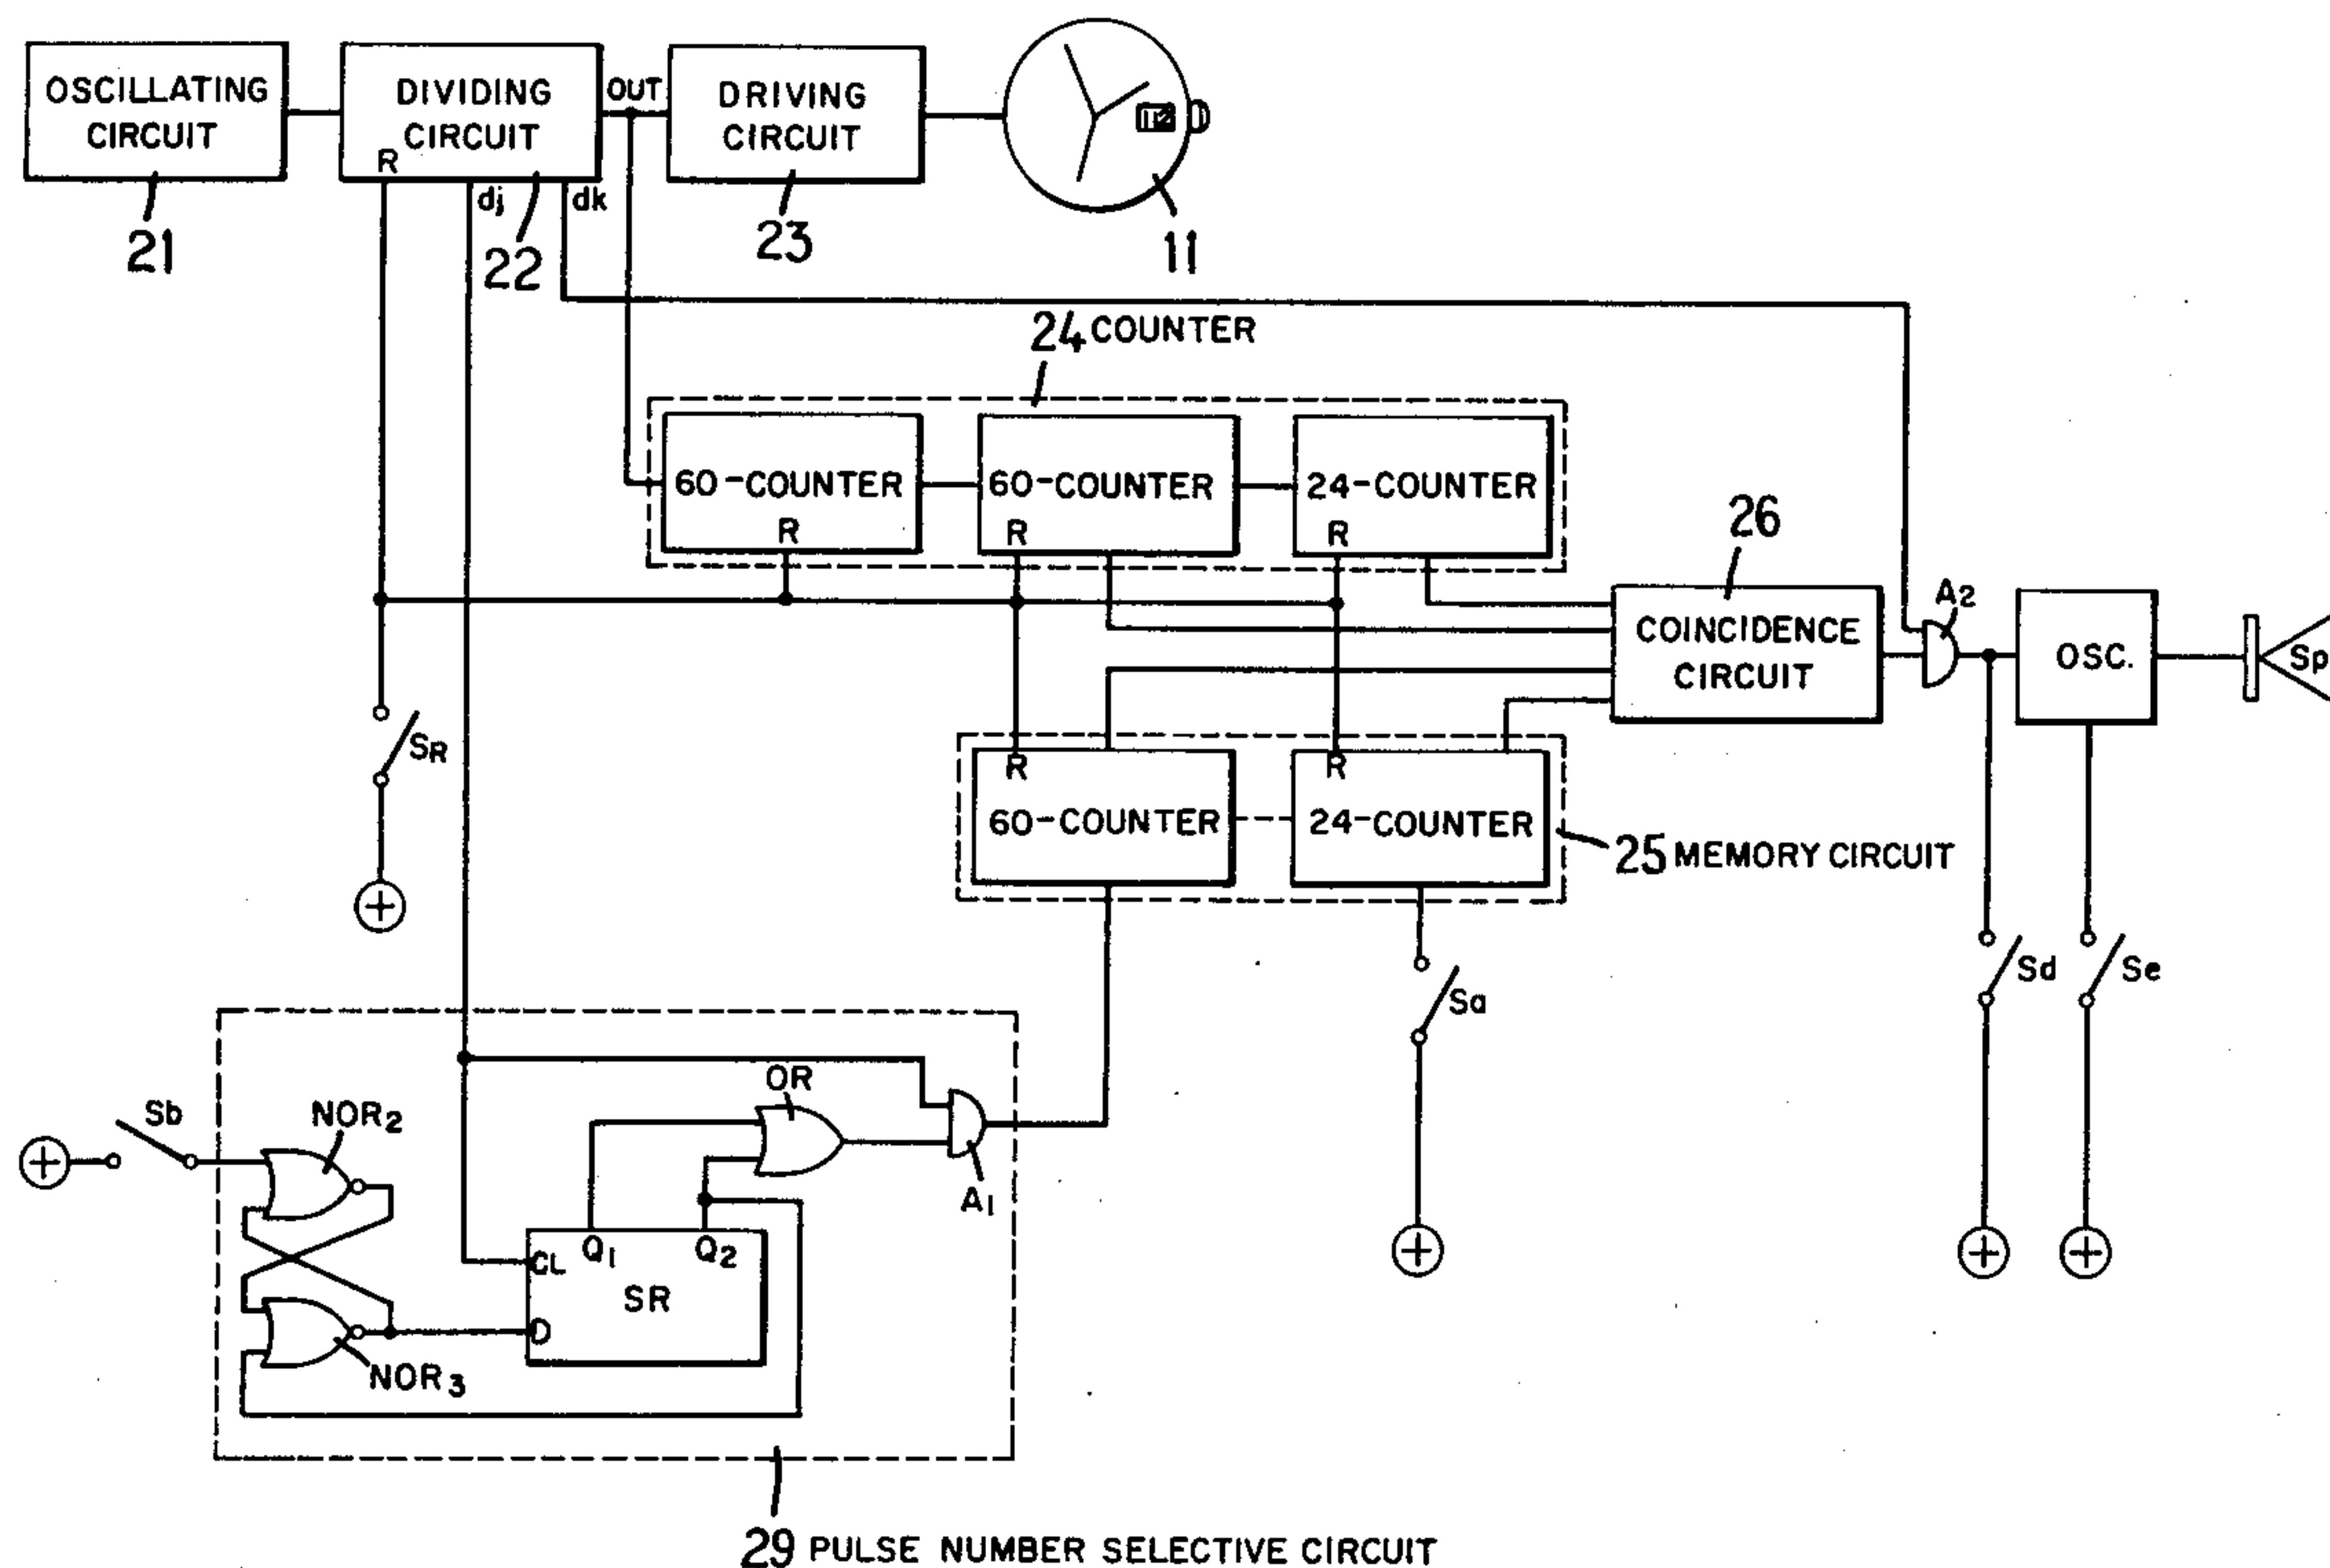 OSCILLATING
CIRCUIT
21
DIVIDING
CIRCUIT
R
dj
dk
22
OUT
DRIVING
CIRCUIT
23
11
24 COUNTER
60-COUNTER
R
60-COUNTER
R
24-COUNTER
R
26
COINCIDENCE
CIRCUIT
A2
OSC.
Sp
SR
R
60-COUNTER
R
24-COUNTER
25 MEMORY CIRCUIT
Sa
Sd
Se
Sb
NOR2
NOR3
OR
A1
CL
Q1
Q2
SR
D
29 PULSE NUMBER SELECTIVE CIRCUIT